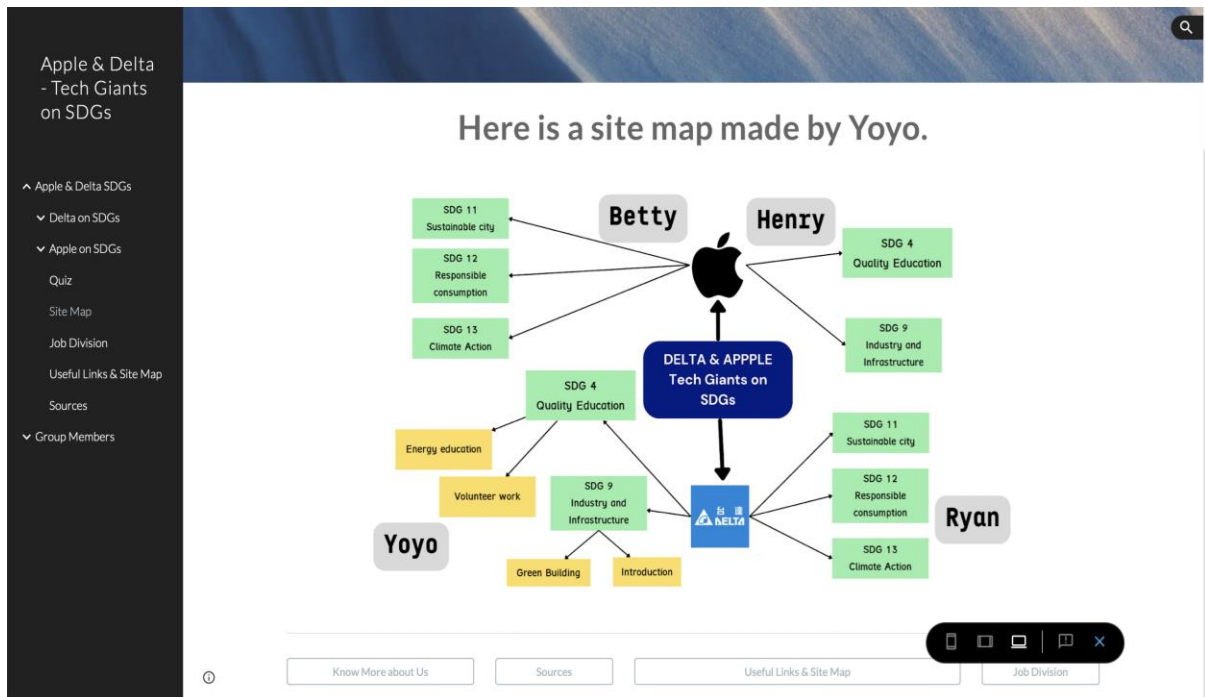 Apple & Delta
- Tech Giants
on SDGs
Apple & Delta SDGs
Delta on SDGs
Apple on SDGs
Quiz
Site Map
Job Division
Useful Links & Site Map
Sources
Group Members
Here is a site map made by Yoyo.
Betty
Henry
SDG 11
Sustainable city
SDG 12
Responsible
consumption
SDG 13
Climate Action
SDG 4
Quality Education
SDG 9
Industry and
Infrastructure
DELTA & APPPLE
Tech Giants on
SDGs
SDG 4
Quality Education
Energy education
Volunteer work
SDG 9
Industry and
Infrastructure
Green Building
Introduction
Yoyo
台達
DELTA
SDG 11
Sustainable city
SDG 12
Responsible
consumption
SDG 13
Climate Action
Ryan
Know More about Us
Sources
Useful Links & Site Map
Job Division